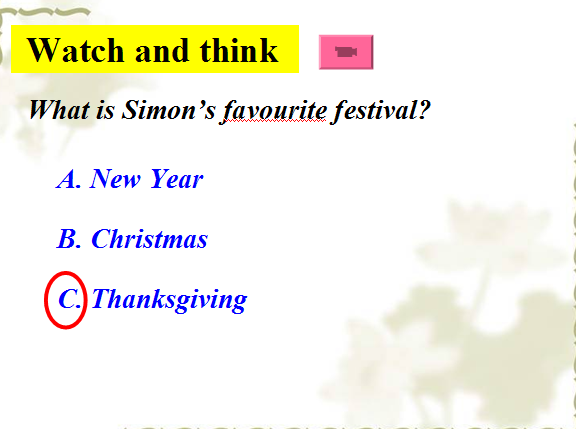 Watch and think
What is Simon’s favourite festival?
A. New Year
B. Christmas
C. Thanksgiving